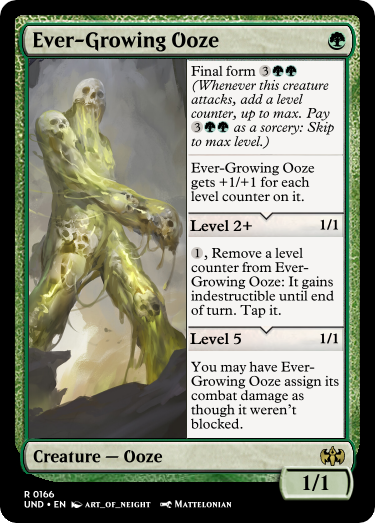 Ever-Growing Ooze
Final form 3
(Whenever this creature
attacks, add a level
counter, up to max. Pay
3 as a sorcery: Skip
to max level.)
Ever-Growing Ooze
gets +1/+1 for each
level counter on it.
Level 2+ 1/1
1, Remove a level
counter from Ever-
Growing Ooze: It gains
indestructible until end
of turn. Tap it.
Level 5 1/1
You may have Ever-
Growing Ooze assign its
combat damage as
though it weren't
blocked.
Creature — Ooze
1/1
R 0166
UND • EN ART_OF_NEIGHT Mattelonian